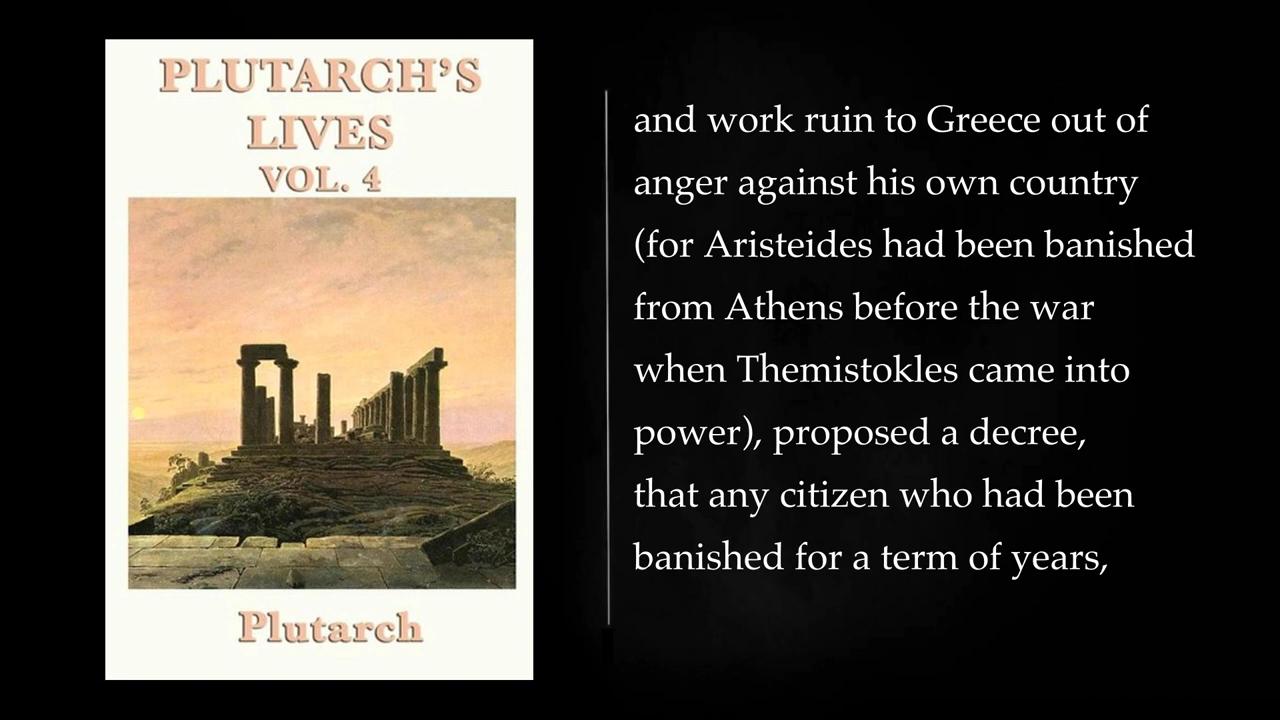 PLUTARCH'S
LIVES
VOL. 4
Plutarch
and work ruin to Greece out of
anger against his own country
(for Aristeides had been banished
from Athens before the war
when Themistokles came into
power), proposed a decree,
that any citizen who had been
banished for a term of years,